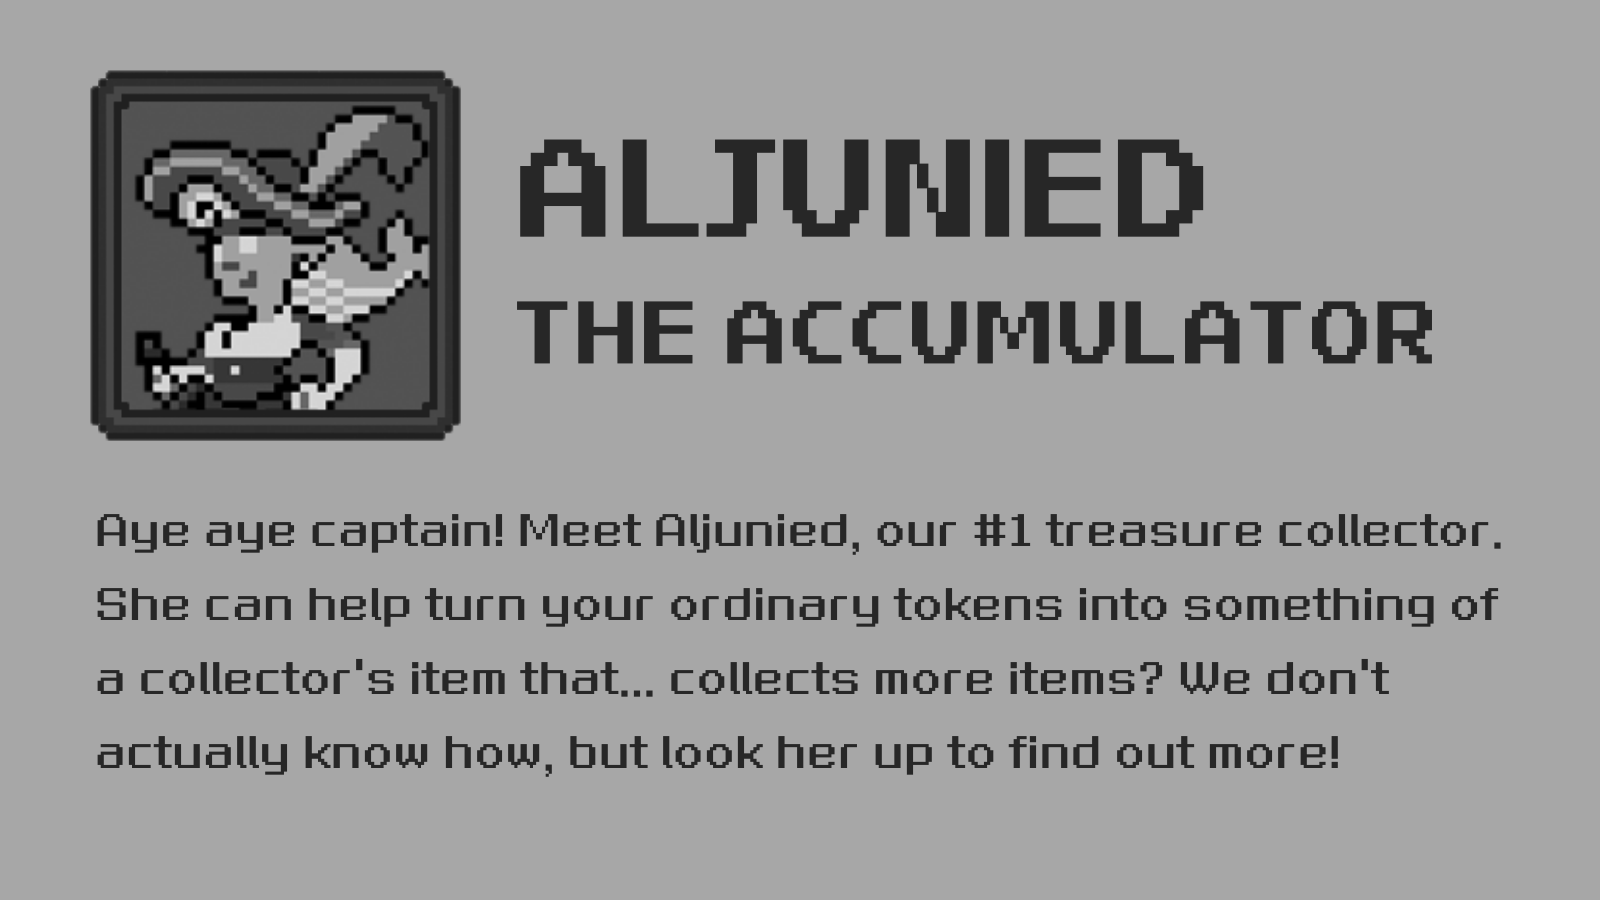 ALJUNIED
THE ACCUMULATOR
Aye aye captain! Meet Aljunied, our #1 treasure collector.
She can help turn your ordinary tokens into something of
a collector's item that... collects more items? We don't
actually know how, but look her up to find out more!